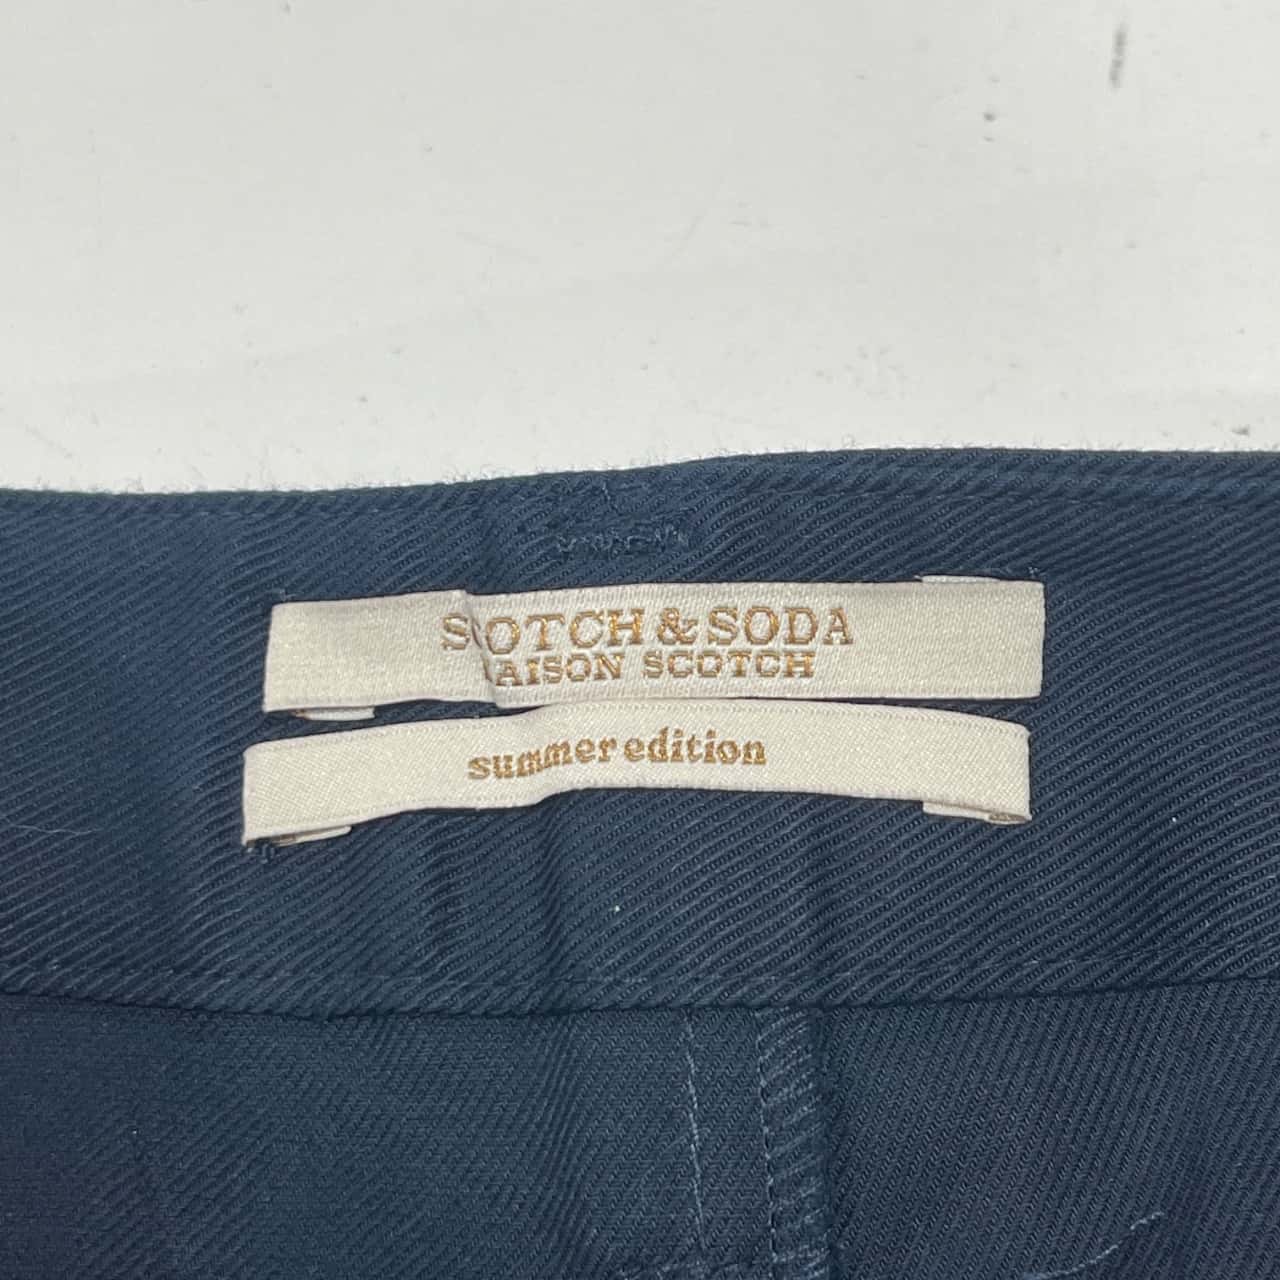 SCOTCH & SODA
MAISON SCOTCH
summer edition